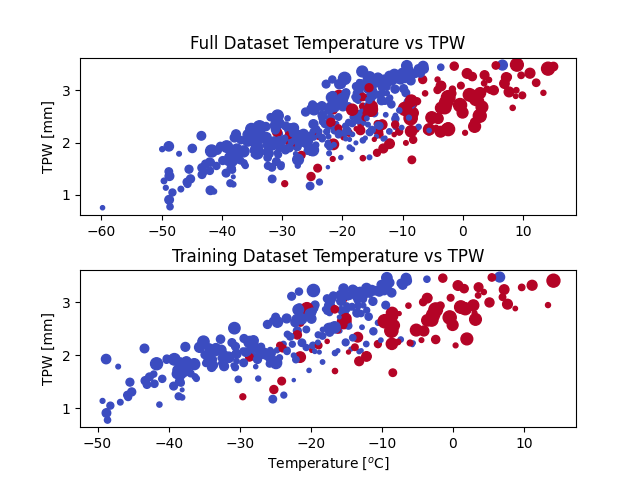 Full Dataset Temperature vs TPW
TPW [mm]
3
2
1
−60 −50 −40 −30 −20 −10 0 10
Training Dataset Temperature vs TPW
TPW [mm]
3
2
1
−50 −40 −30 −20 −10 0 10
Temperature [°C]